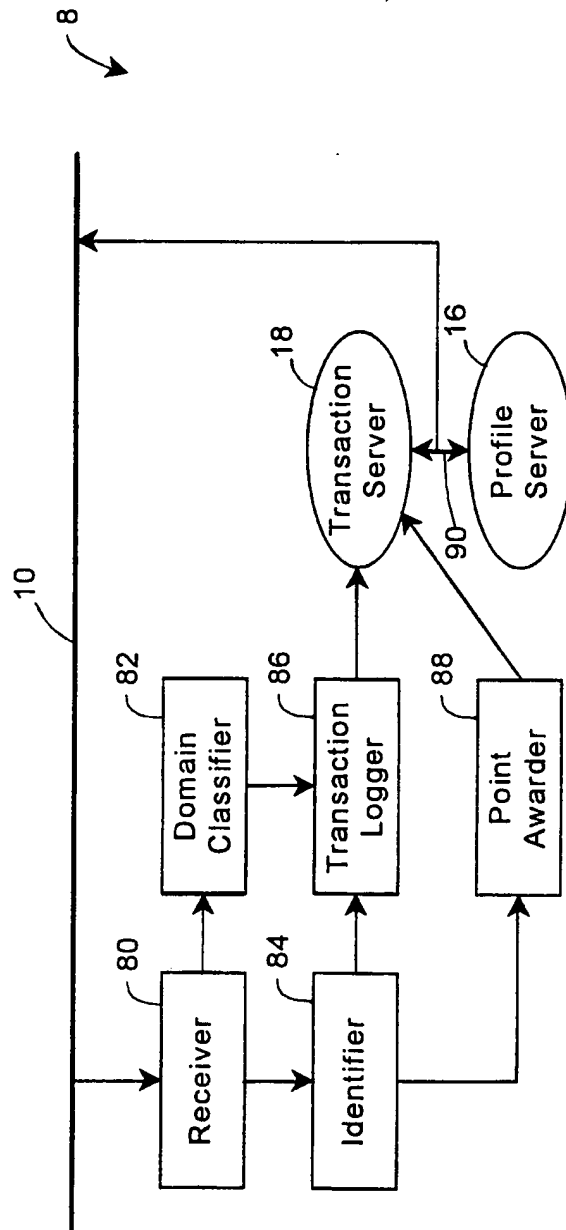 8
10
80
Receiver
82
Domain
Classifier
84
Identifier
86
Transaction
Logger
18
Transaction
Server
88
Point
Awarder
90
16
Profile
Server